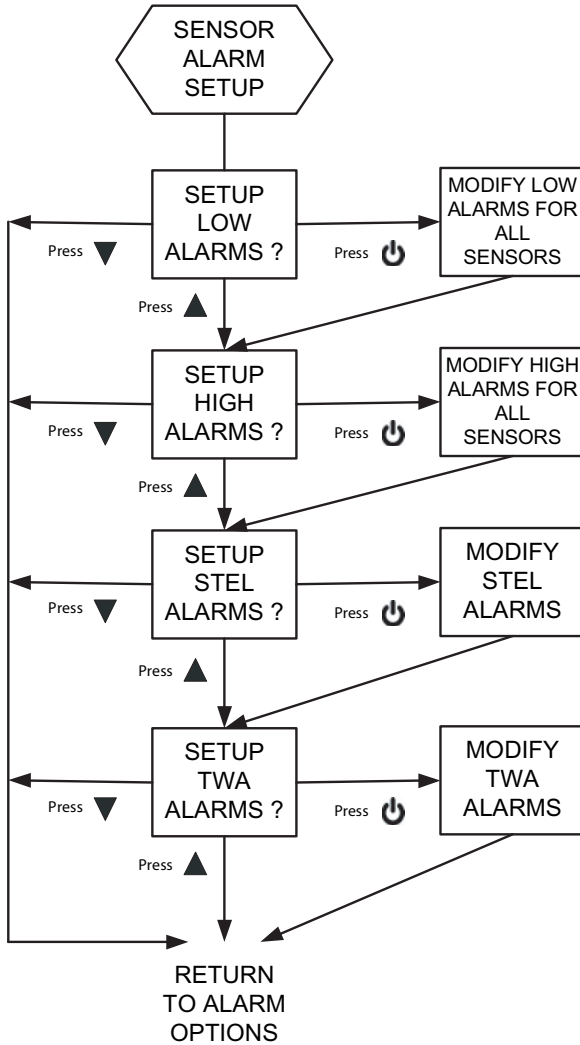 SENSOR
ALARM
SETUP
SETUP
LOW
ALARMS ?
MODIFY LOW
ALARMS FOR
ALL
SENSORS
Press
Press
Press
SETUP
HIGH
ALARMS ?
MODIFY HIGH
ALARMS FOR
ALL
SENSORS
Press
Press
Press
SETUP
STEL
ALARMS ?
MODIFY
STEL
ALARMS
Press
Press
Press
SETUP
TWA
ALARMS ?
MODIFY
TWA
ALARMS
Press
Press
Press
RETURN
TO ALARM
OPTIONS